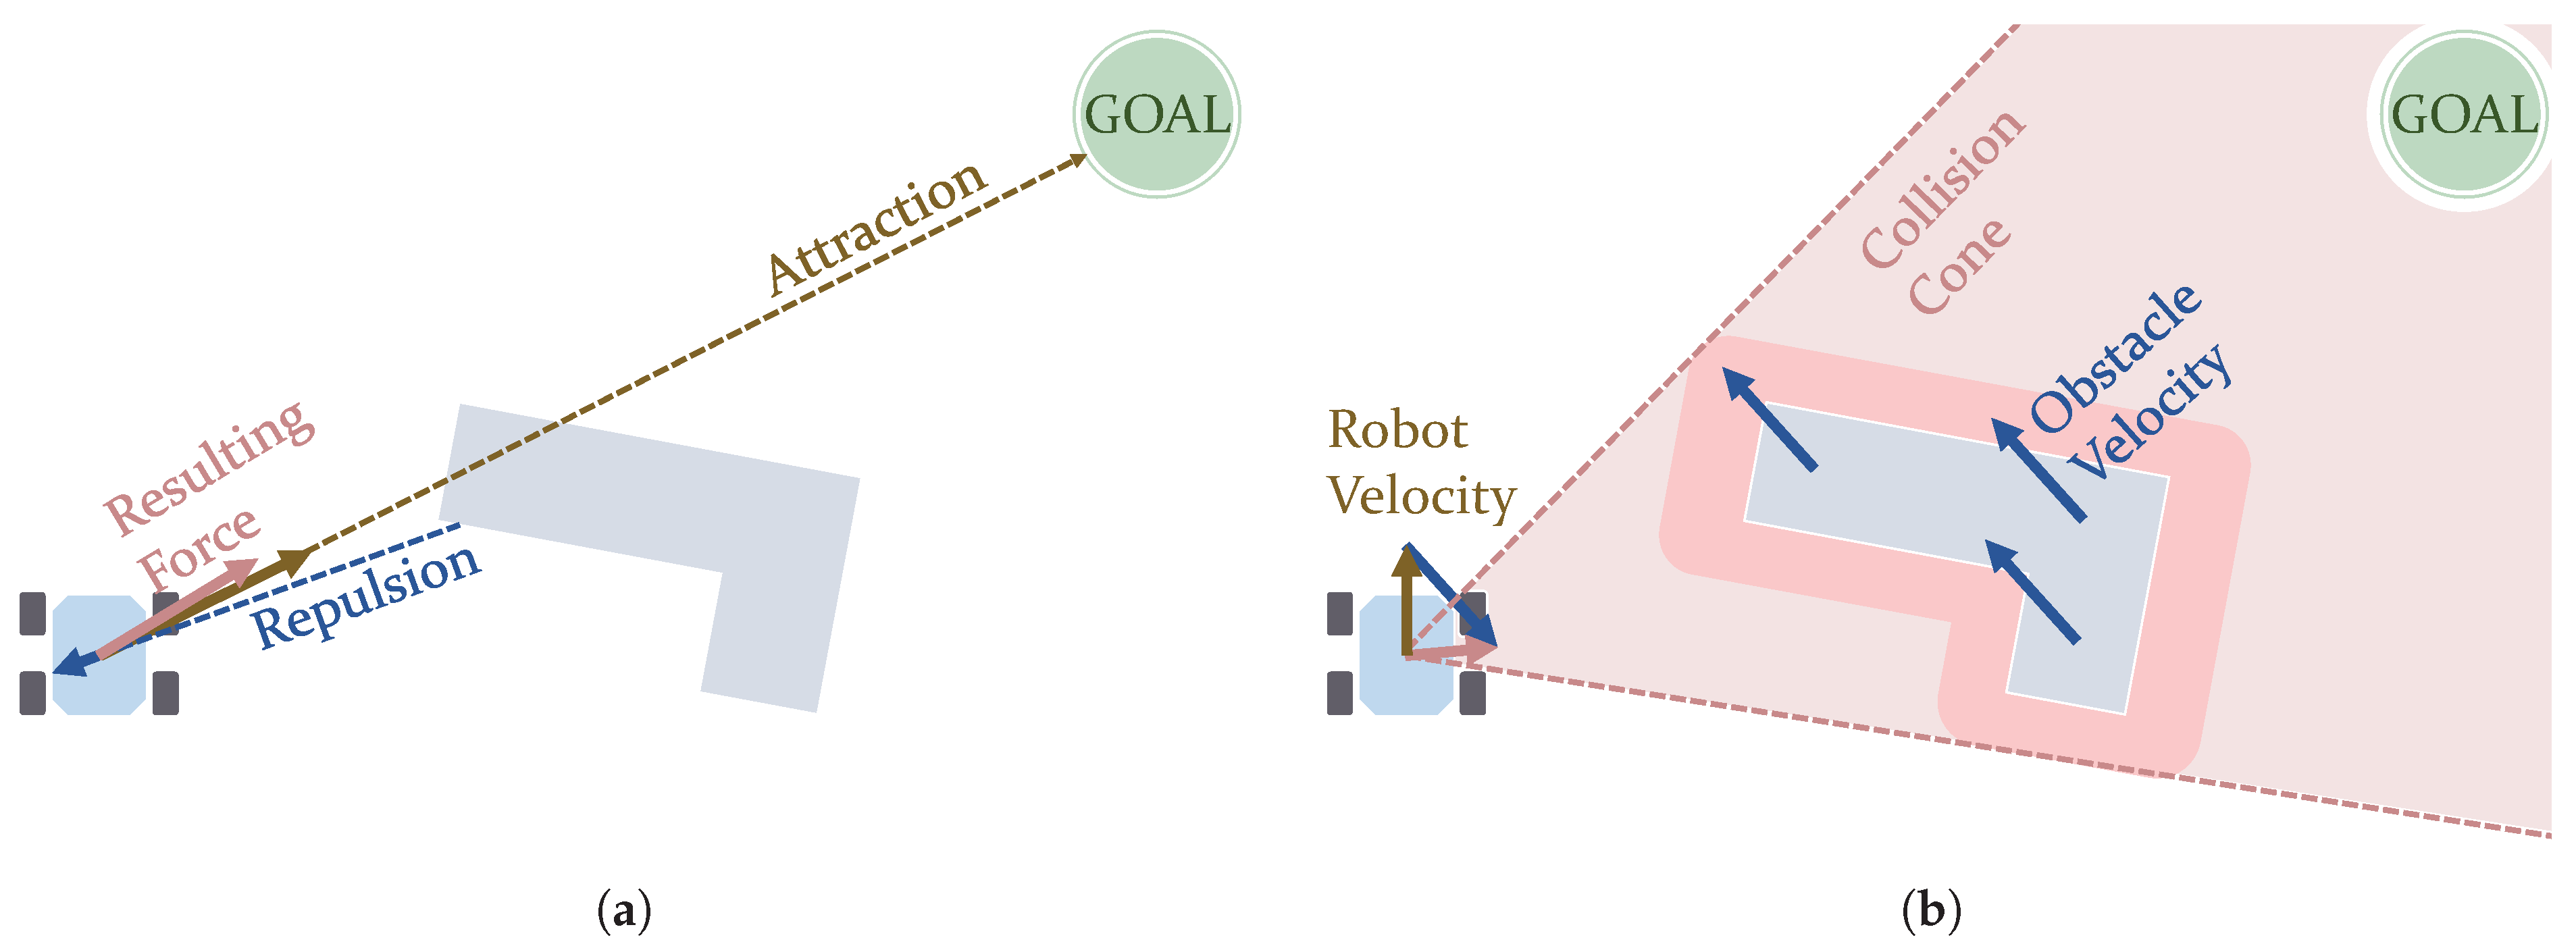 GOAL
Attraction
Resulting
Force
Repulsion
(a)
GOAL
Collision
Cone
Obstacle
Velocity
Robot
Velocity
(b)